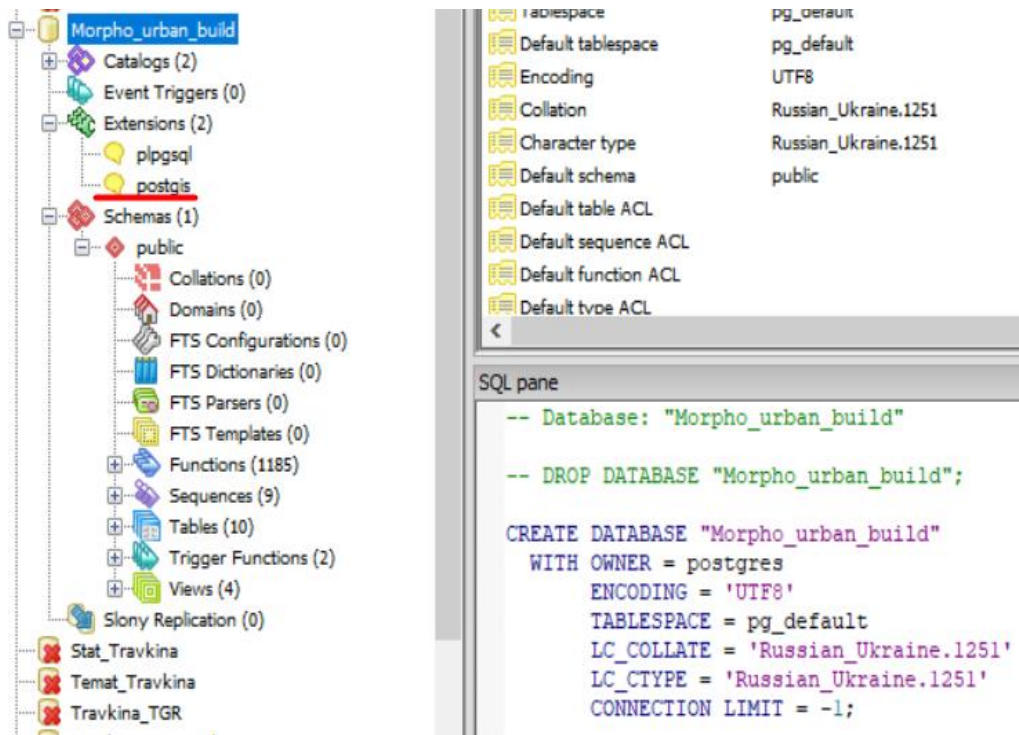 Morpho_urban_build
Catalogs (2)
Event Triggers (0)
Extensions (2)
plpgsql
postgis
Schemas (1)
public
Collations (0)
Domains (0)
FTS Configurations (0)
FTS Dictionaries (0)
FTS Parsers (0)
FTS Templates (0)
Functions (1185)
Sequences (9)
Tables (10)
Trigger Functions (2)
Views (4)
Slony Replication (0)
Stat_Travkina
Temat_Travkina
Travkina_TGR
Tablespace pg_default
Default tablespace pg_default
Encoding UTF8
Collation Russian_Ukraine.1251
Character type Russian_Ukraine.1251
Default schema public
Default table ACL
Default sequence ACL
Default function ACL
Default type ACL
SQL pane
-- Database: "Morpho_urban_build"
-- DROP DATABASE "Morpho_urban_build";
CREATE DATABASE "Morpho_urban_build"
WITH OWNER = postgres
ENCODING = 'UTF8'
TABLESPACE = pg_default
LC_COLLATE = 'Russian_Ukraine.1251'
LC_CTYPE = 'Russian_Ukraine.1251'
CONNECTION LIMIT = -1;